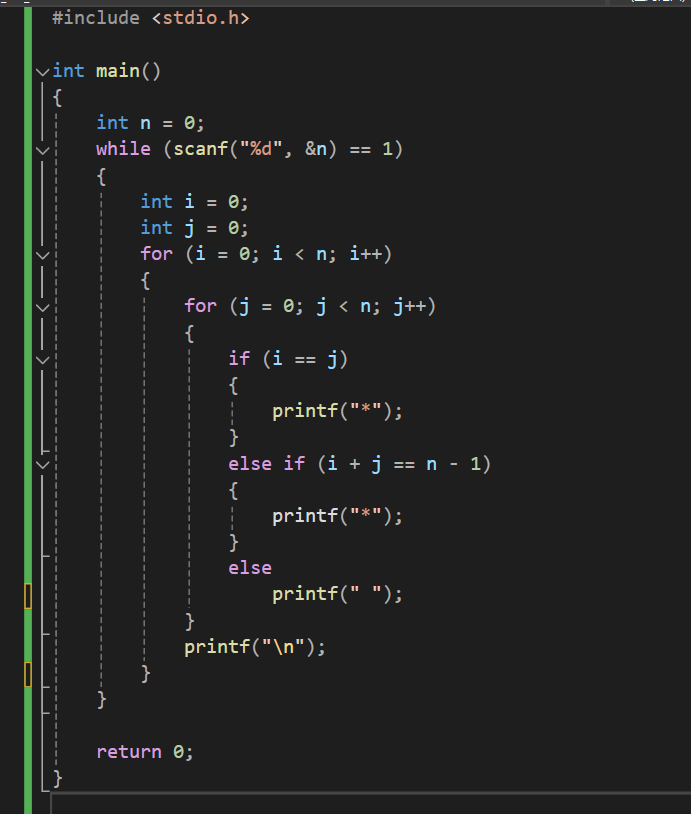 #include <stdio.h>
int main()
{
int n = 0;
while (scanf("%d", &n) == 1)
{
int i = 0;
int j = 0;
for (i = 0; i < n; i++)
{
for (j = 0; j < n; j++)
{
if (i == j)
{
printf("*");
}
else if (i + j == n - 1)
{
printf("*");
}
else
printf(" ");
}
printf("\n");
}
}
return 0;
}